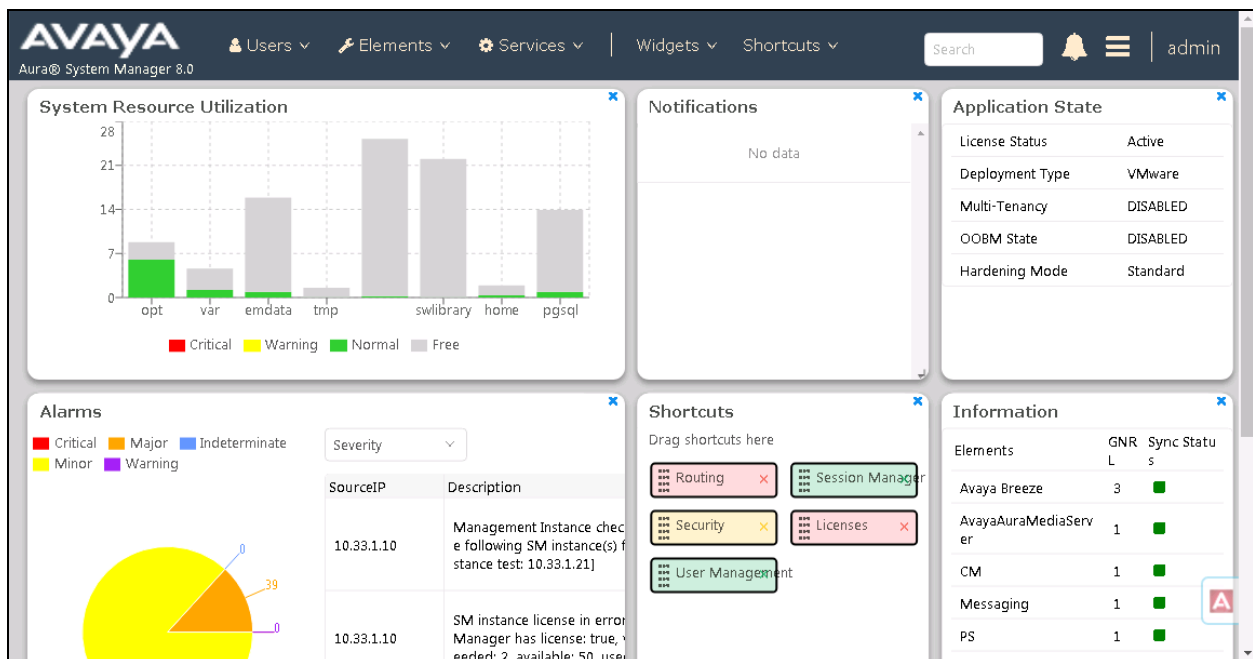 AVAYA
Aura® System Manager 8.0
Users
Elements
Services
Widgets
Shortcuts
Search
admin
System Resource Utilization
28
21
14
7
0
opt var emdata tmp swlibrary home pgsql
Critical Warning Normal Free
Notifications
No data
Application State
License Status Active
Deployment Type VMware
Multi-Tenancy DISABLED
OOBM State DISABLED
Hardening Mode Standard
Alarms
Critical Major Indeterminate
Minor Warning
Severity
SourceIP Description
10.33.1.10
Management Instance chec
e following SM instance(s) f
stance test: 10.33.1.21]
10.33.1.10
SM instance license in error
Manager has license: true,
eeded: 2, available: 50, use
0
39
0
Shortcuts
Drag shortcuts here
Routing
Session Manager
Security
Licenses
User Management
Information
Elements GNR Sync Statu
L s
Avaya Breeze 3
AvayaAuraMediaServ
er 1
CM 1
Messaging 1
PS 1
A